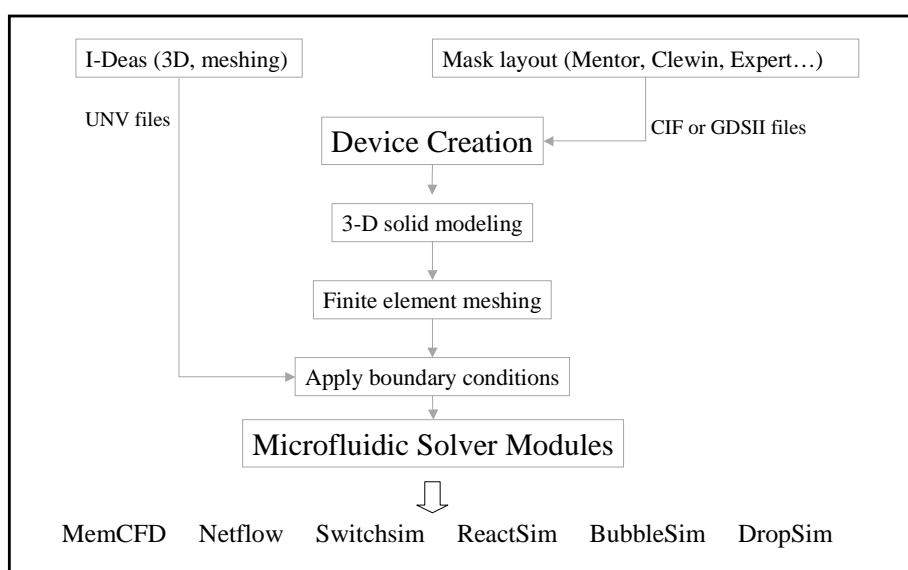 I-Deas (3D, meshing)
Mask layout (Mentor, Clewin, Expert…)
UNV files
CIF or GDSII files
Device Creation
3-D solid modeling
Finite element meshing
Apply boundary conditions
Microfluidic Solver Modules
MemCFD Netflow Switchsim ReactSim BubbleSim DropSim